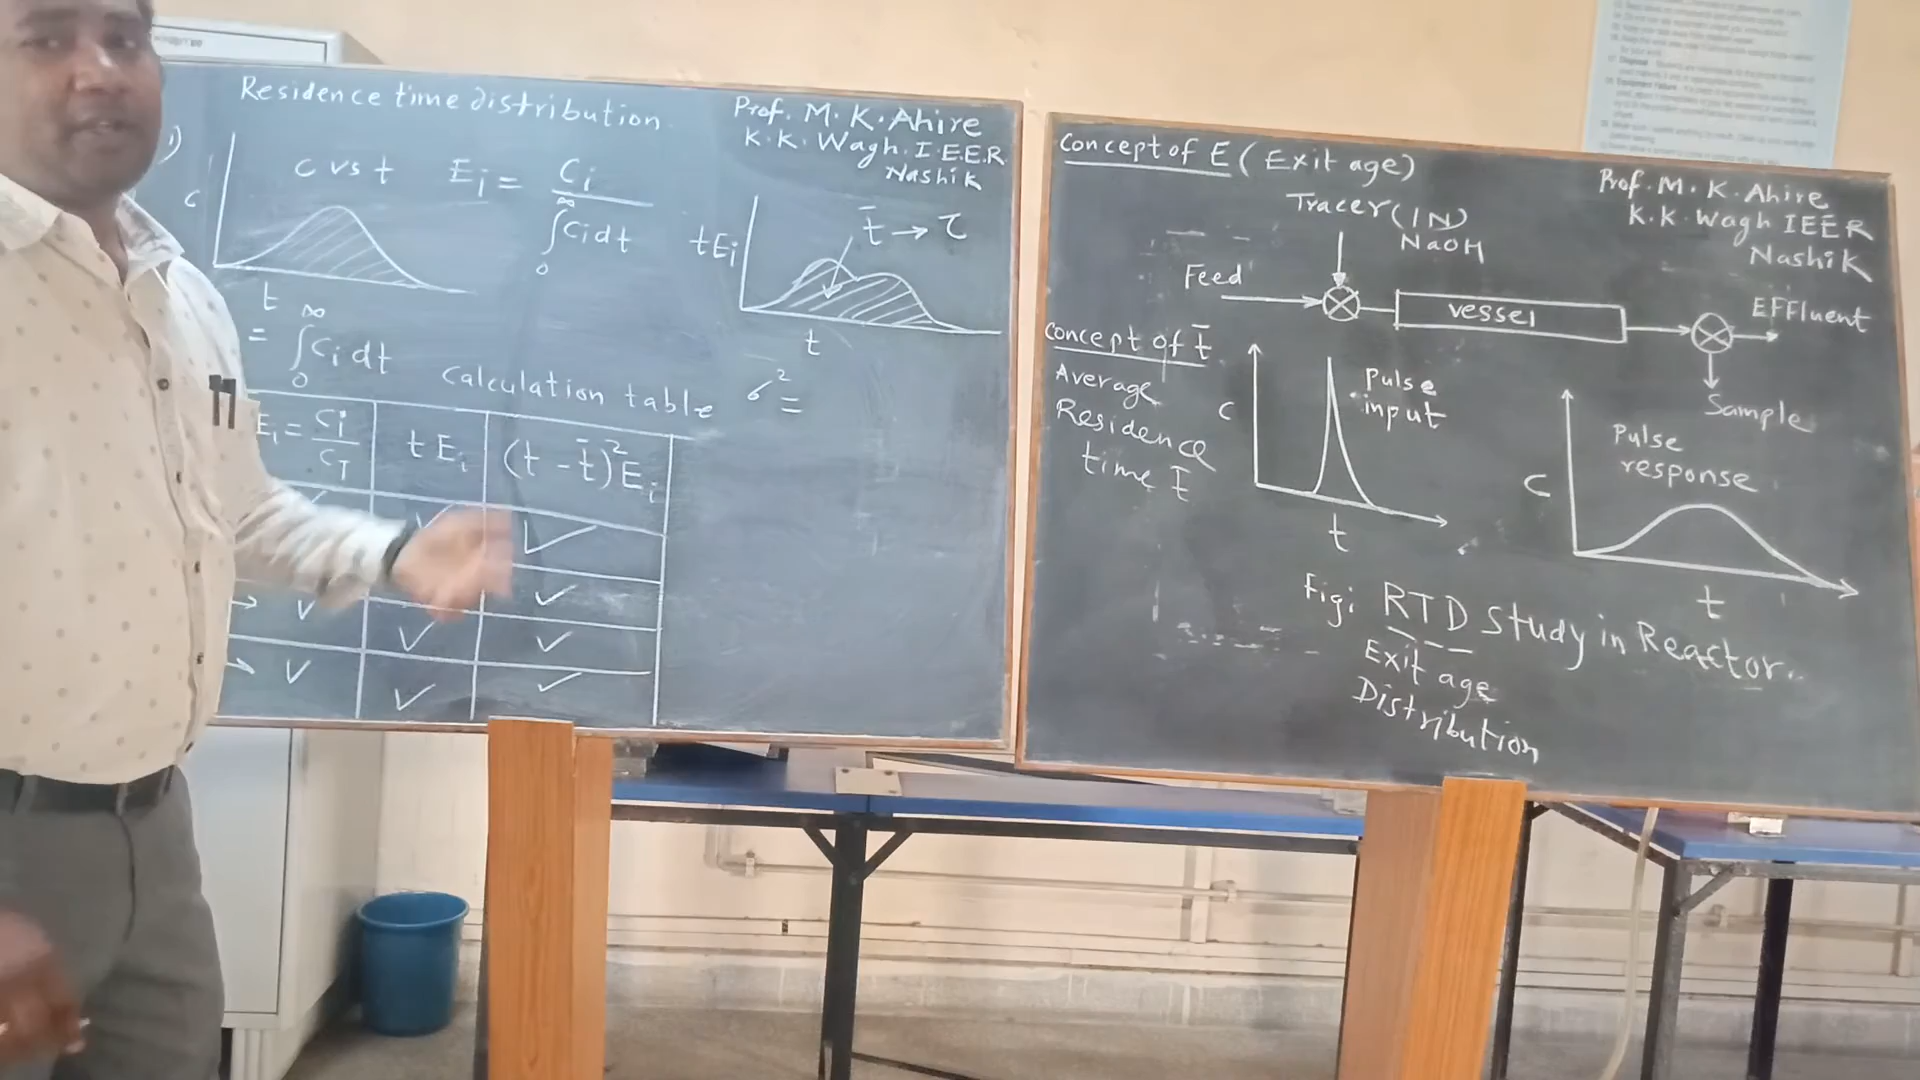 Residence time distribution
Prof. M. K. Ahire
K. K. Wagh. I.E.E.R.
Nashik
1)
C
C vs t
t
Ei = Ci / ∫₀^∞ Ci dt
tEi
t̄ → τ
t
= ∫₀^∞ Ci dt
Calculation table
σ² =
Ei = Ci / CT
t Ei
(t - t̄)² Ei
Concept of E (Exit age)
Prof. M. K. Ahire
K. K. Wagh IEER
Nashik
Tracer (IN)
NaOH
Feed
vessel
EFFluent
Sample
Concept of t̄
Average
Residence
time t̄
C
Pulse
input
t
C
Pulse
response
t
Fig: RTD Study in Reactor..
Exit age
Distribution